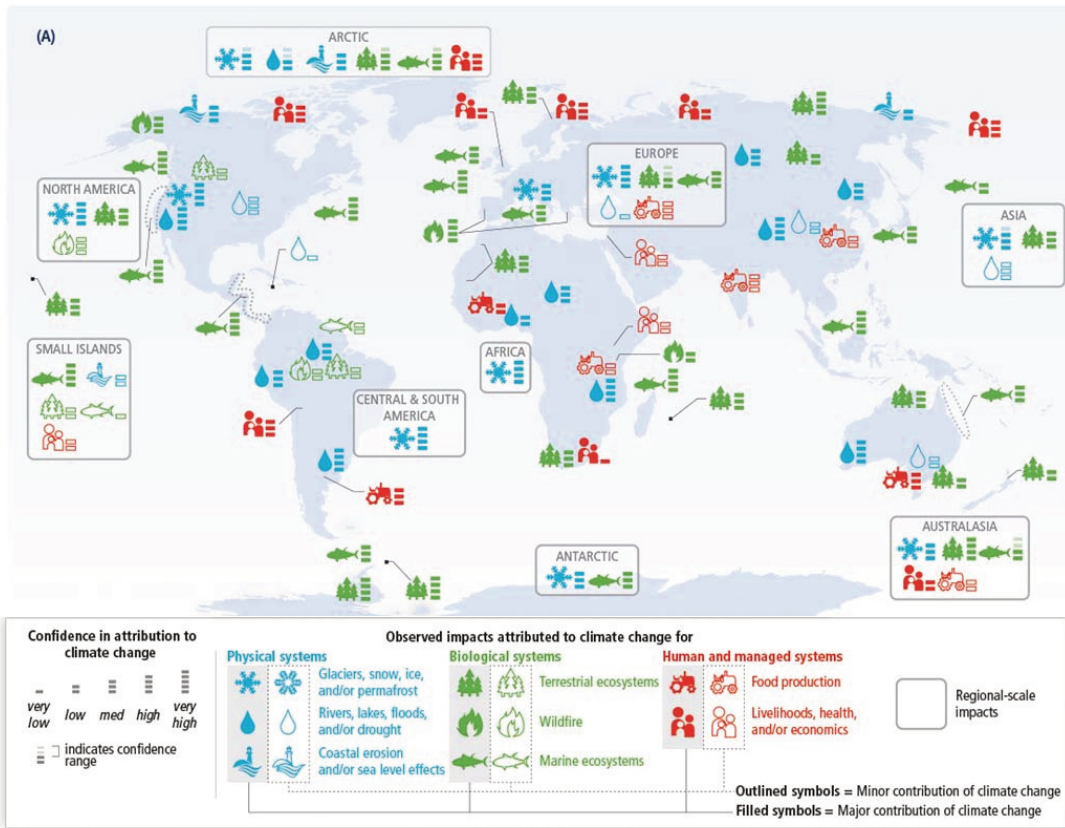 (A)
ARCTIC
NORTH AMERICA
EUROPE
ASIA
SMALL ISLANDS
AFRICA
CENTRAL & SOUTH
AMERICA
ANTARCTIC
AUSTRALASIA
Confidence in attribution to
climate change
very
low
low
med
high
very
high
indicates confidence
range
Observed impacts attributed to climate change for
Physical systems
Glaciers, snow, ice,
and/or permafrost
Rivers, lakes, floods,
and/or drought
Coastal erosion
and/or sea level effects
Biological systems
Terrestrial ecosystems
Wildfire
Marine ecosystems
Human and managed systems
Food production
Livelihoods, health,
and/or economics
Regional-scale
impacts
Outlined symbols = Minor contribution of climate change
Filled symbols = Major contribution of climate change